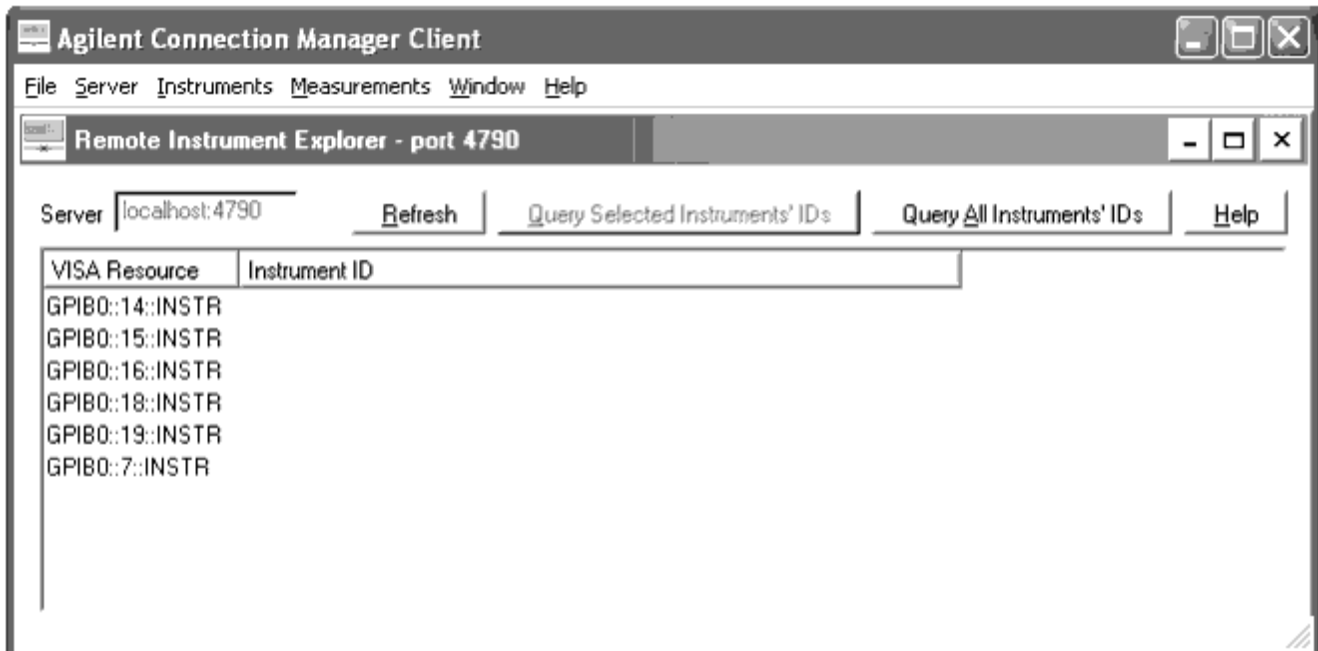 Agilent Connection Manager Client
File Server Instruments Measurements Window Help
Remote Instrument Explorer - port 4790
Server localhost:4790 Refresh Query Selected Instruments' IDs Query All Instruments' IDs Help
VISA Resource Instrument ID
GPIB0::14::INSTR
GPIB0::15::INSTR
GPIB0::16::INSTR
GPIB0::18::INSTR
GPIB0::19::INSTR
GPIB0::7::INSTR